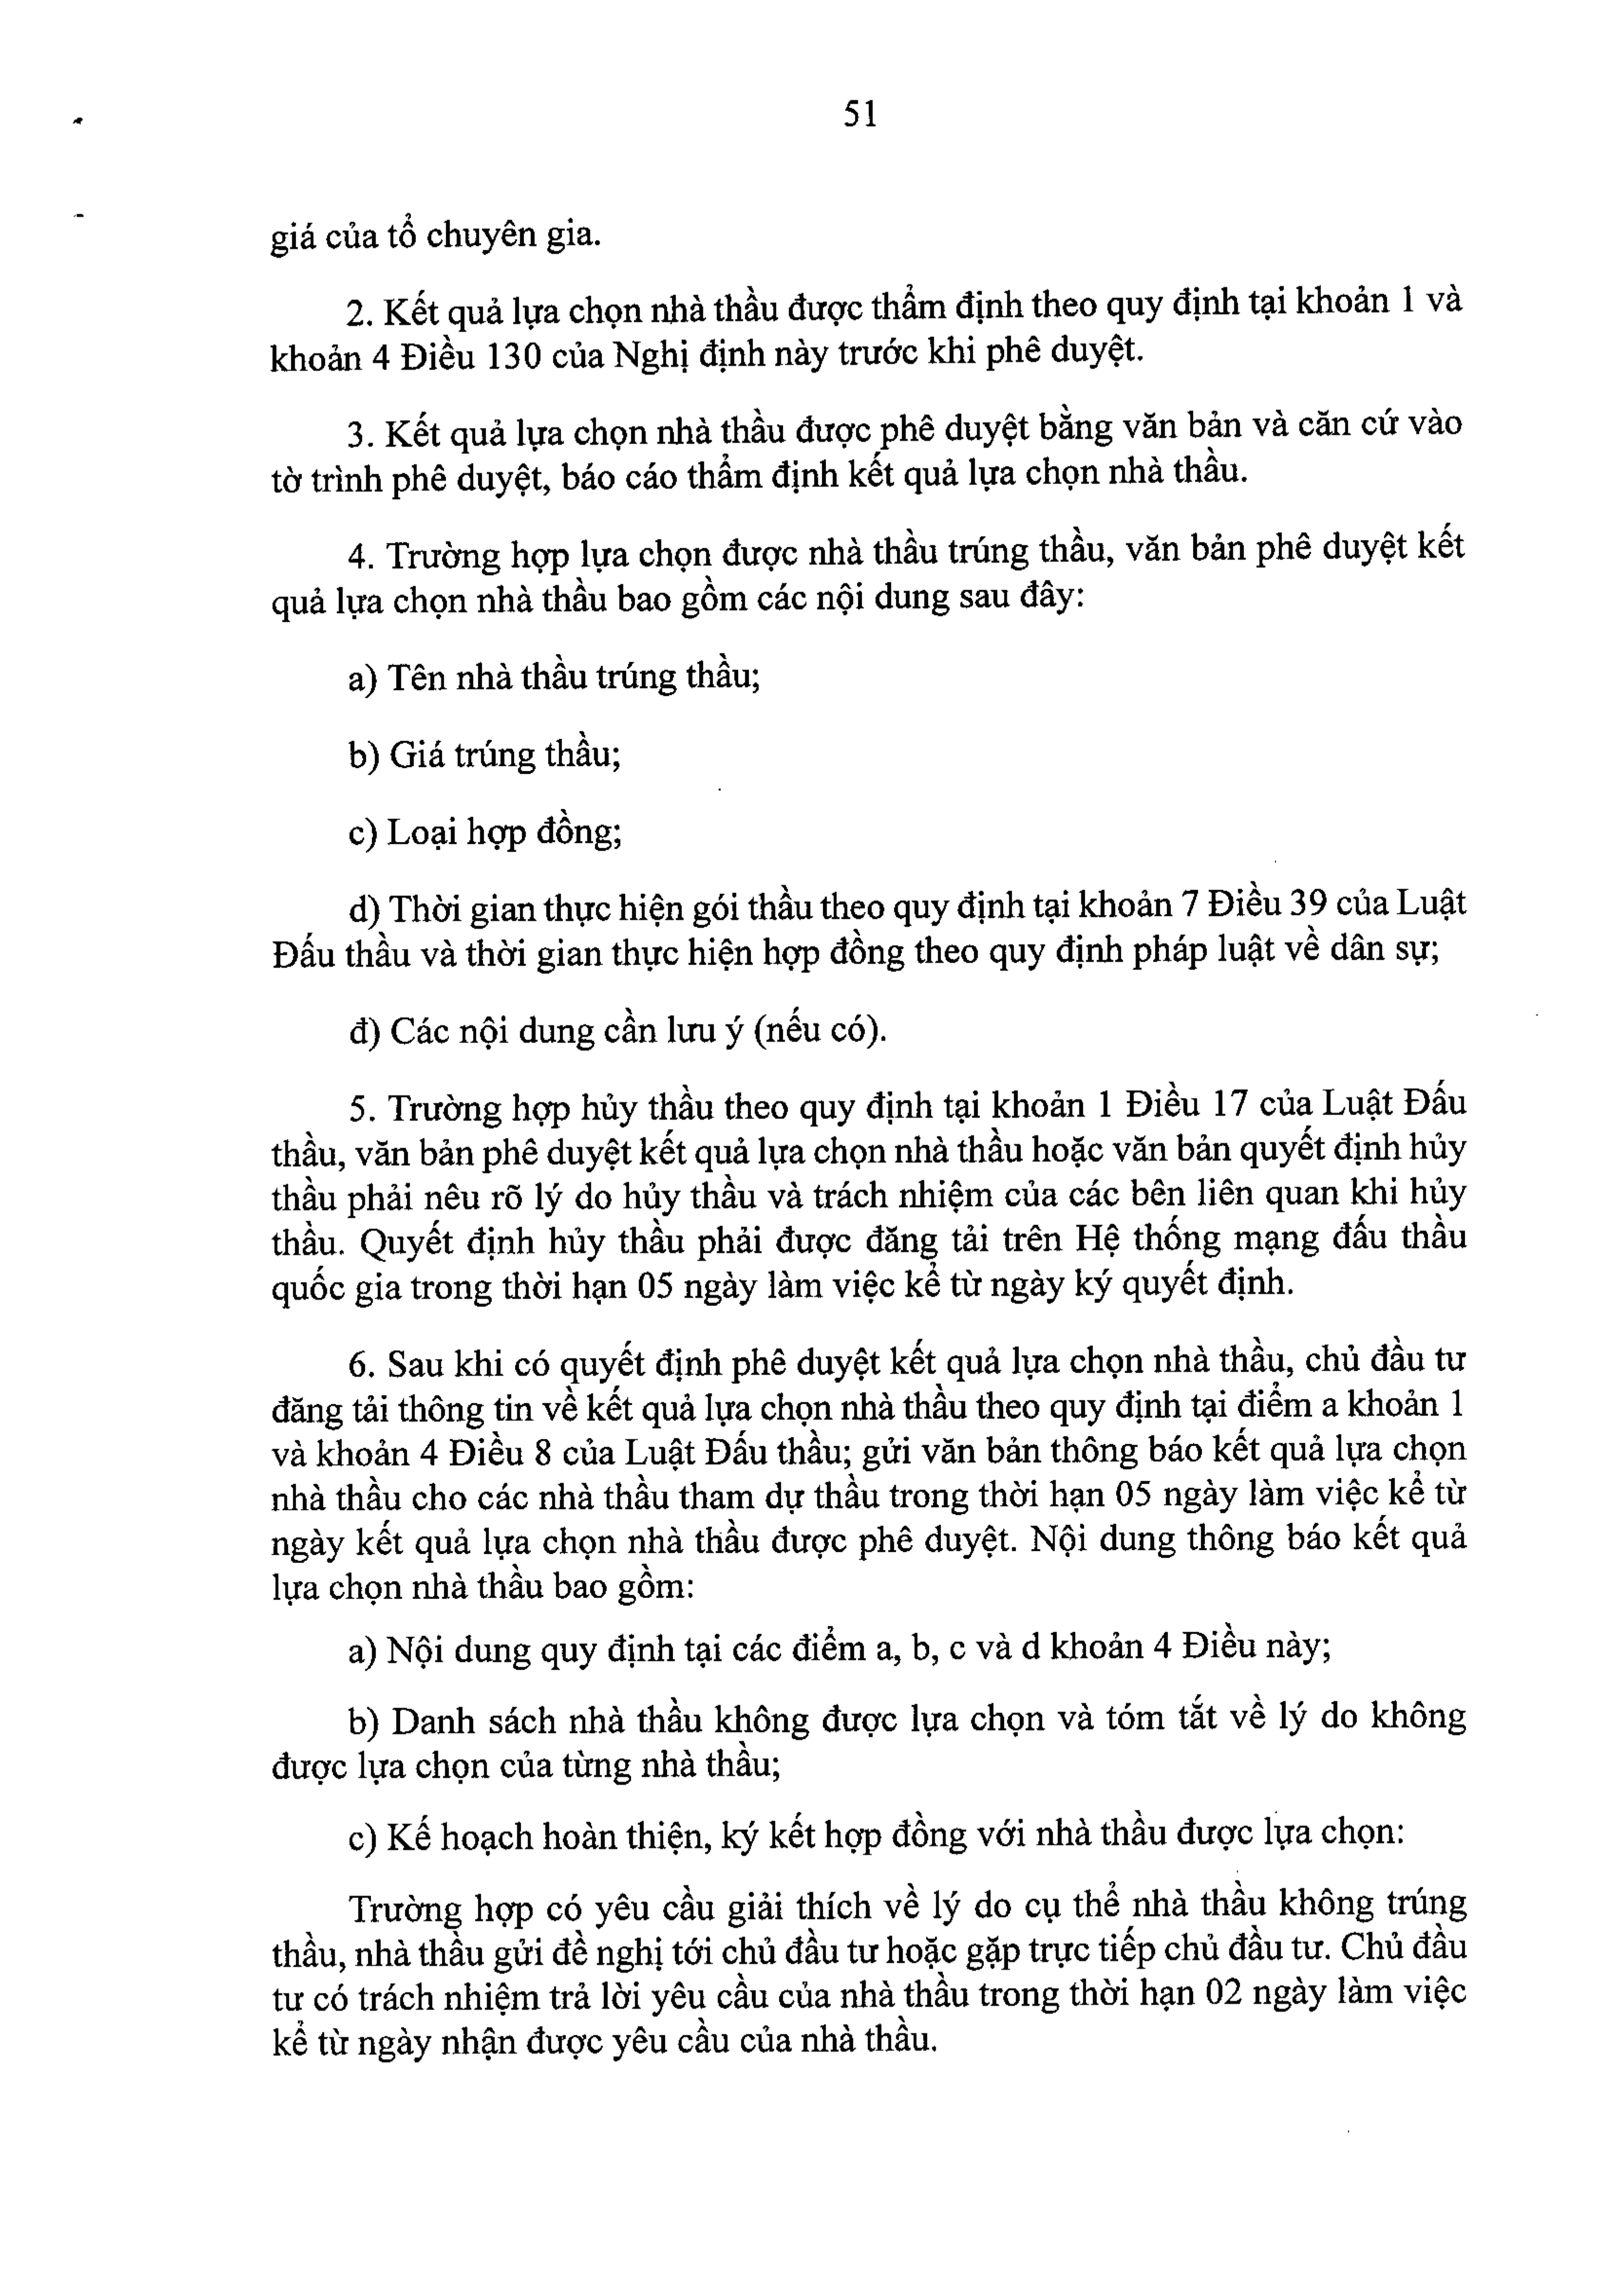 51
giá của tổ chuyên gia.
2. Kết quả lựa chọn nhà thầu được thẩm định theo quy định tại khoản 1 và
khoản 4 Điều 130 của Nghị định này trước khi phê duyệt.
3. Kết quả lựa chọn nhà thầu được phê duyệt bằng văn bản và căn cứ vào
tờ trình phê duyệt, báo cáo thẩm định kết quả lựa chọn nhà thầu.
4. Trường hợp lựa chọn được nhà thầu trúng thầu, văn bản phê duyệt kết
quả lựa chọn nhà thầu bao gồm các nội dung sau đây:
a) Tên nhà thầu trúng thầu;
b) Giá trúng thầu;
c) Loại hợp đồng;
d) Thời gian thực hiện gói thầu theo quy định tại khoản 7 Điều 39 của Luật
Đấu thầu và thời gian thực hiện hợp đồng theo quy định pháp luật về dân sự;
đ) Các nội dung cần lưu ý (nếu có).
5. Trường hợp hủy thầu theo quy định tại khoản 1 Điều 17 của Luật Đấu
thầu, văn bản phê duyệt kết quả lựa chọn nhà thầu hoặc văn bản quyết định hủy
thầu phải nêu rõ lý do hủy thầu và trách nhiệm của các bên liên quan khi hủy
thầu. Quyết định hủy thầu phải được đăng tải trên Hệ thống mạng đấu thầu
quốc gia trong thời hạn 05 ngày làm việc kể từ ngày ký quyết định.
6. Sau khi có quyết định phê duyệt kết quả lựa chọn nhà thầu, chủ đầu tư
đăng tải thông tin về kết quả lựa chọn nhà thầu theo quy định tại điểm a khoản 1
và khoản 4 Điều 8 của Luật Đấu thầu; gửi văn bản thông báo kết quả lựa chọn
nhà thầu cho các nhà thầu tham dự thầu trong thời hạn 05 ngày làm việc kể từ
ngày kết quả lựa chọn nhà thầu được phê duyệt. Nội dung thông báo kết quả
lựa chọn nhà thầu bao gồm:
a) Nội dung quy định tại các điểm a, b, c và d khoản 4 Điều này;
b) Danh sách nhà thầu không được lựa chọn và tóm tắt về lý do không
được lựa chọn của từng nhà thầu;
c) Kế hoạch hoàn thiện, ký kết hợp đồng với nhà thầu được lựa chọn:
Trường hợp có yêu cầu giải thích về lý do cụ thể nhà thầu không trúng
thầu, nhà thầu gửi đề nghị tới chủ đầu tư hoặc gặp trực tiếp chủ đầu tư. Chủ đầu
tư có trách nhiệm trả lời yêu cầu của nhà thầu trong thời hạn 02 ngày làm việc
kể từ ngày nhận được yêu cầu của nhà thầu.